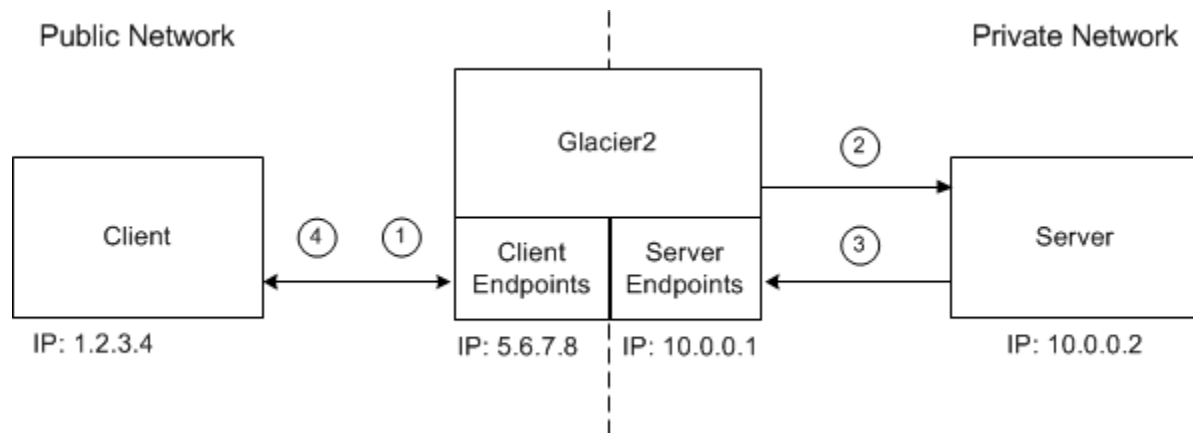 Public Network
Private Network
Glacier2
2
Client
4
1
Client
Endpoints
Server
Endpoints
3
Server
IP: 1.2.3.4
IP: 5.6.7.8
IP: 10.0.0.1
IP: 10.0.0.2